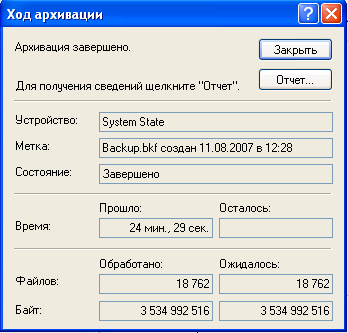 Ход архивации
Архивация завершено.
Закрыть
Для получения сведений щелкните "Отчет".
Отчет...
Устройство: System State
Метка: Backup.bkf создан 11.08.2007 в 12:28
Состояние: Завершено
Прошло: Осталось:
Время: 24 мин., 29 сек.
Обработано: Ожидалось:
Файлов: 18 762 18 762
Байт: 3 534 992 516 3 534 992 516